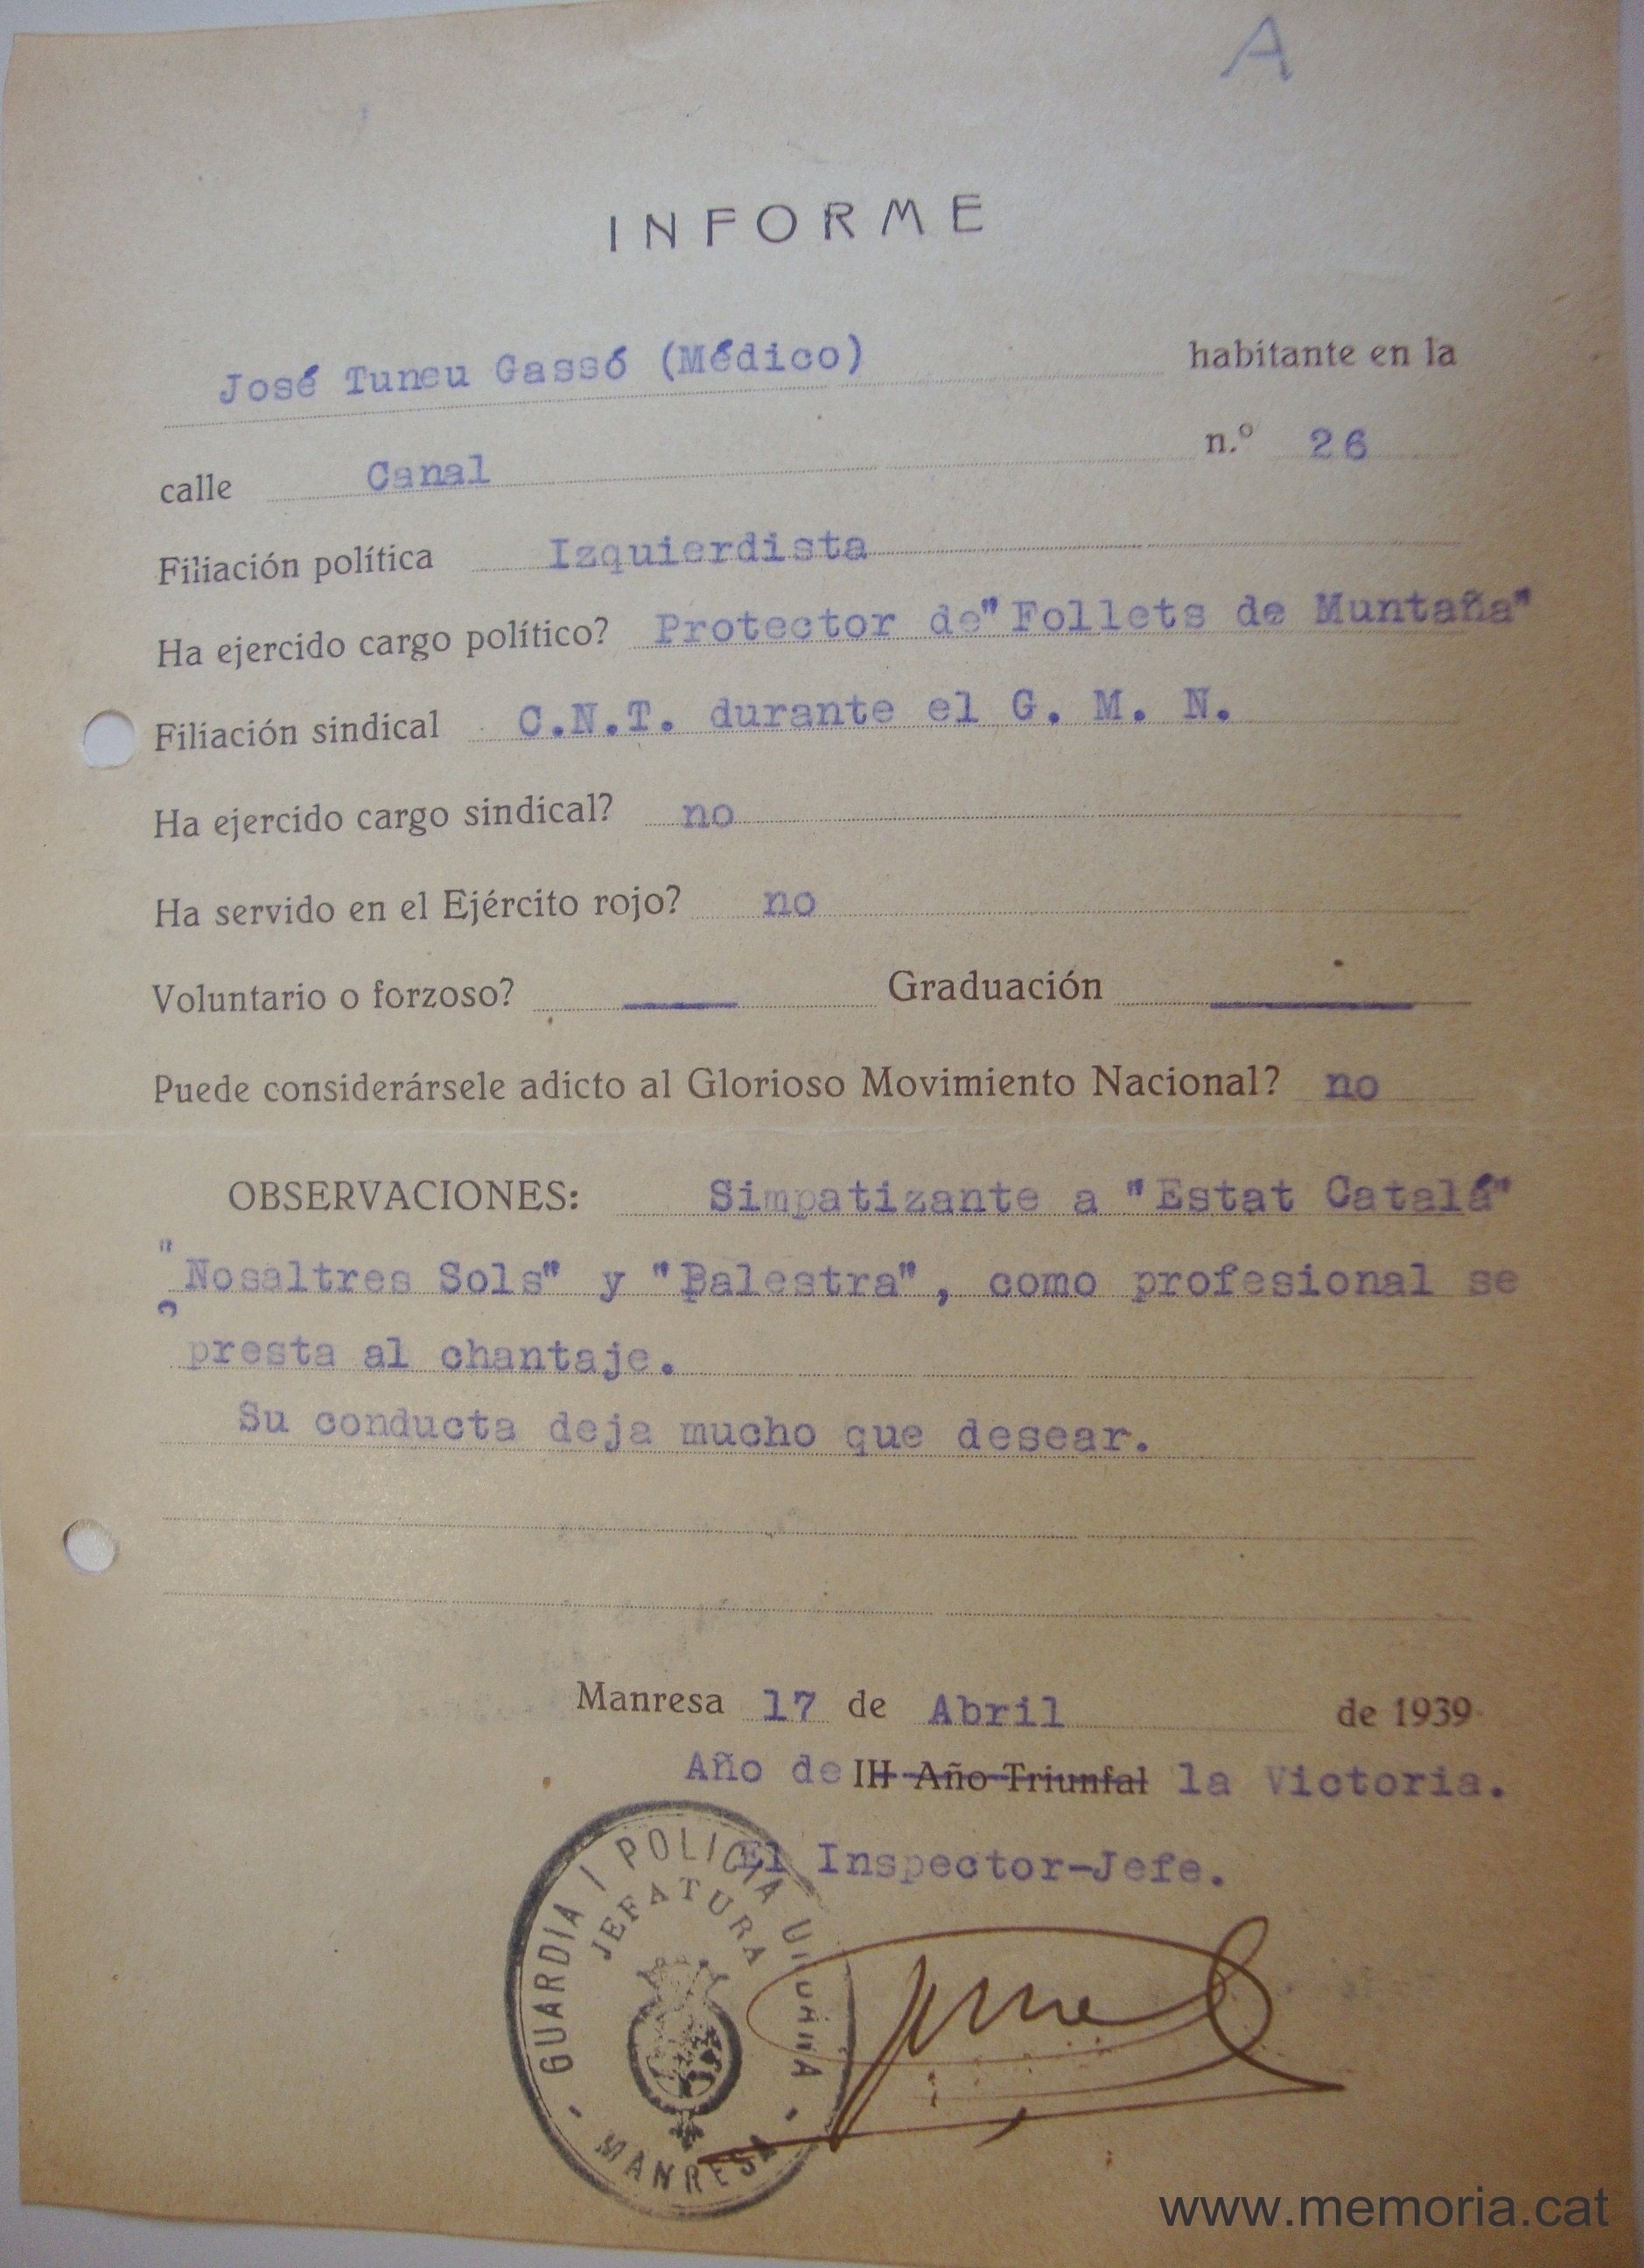 A
INFORME
José Tuneu Gassó (Médico) habitante en la
calle Canal n.º 26
Filiación política Izquierdista
Ha ejercido cargo político? Protector de "Follets de Muntaña"
Filiación sindical C.N.T. durante el G. M. N.
Ha ejercido cargo sindical? no
Ha servido en el Ejército rojo? no
Voluntario o forzoso? — Graduación —
Puede considerársele adicto al Glorioso Movimiento Nacional? no
OBSERVACIONES: Simpatizante a "Estat Catalá"
, "Nosaltres Sols" y "Palestra", como profesional se
presta al chantaje.
Su conducta deja mucho que desear.
Manresa 17 de Abril de 1939
Año de III Año Triunfal la Victoria.
El Inspector-Jefe.
GUARDIA I POLICIA URBANA
JEFATURA
MANRESA
www.memoria.cat